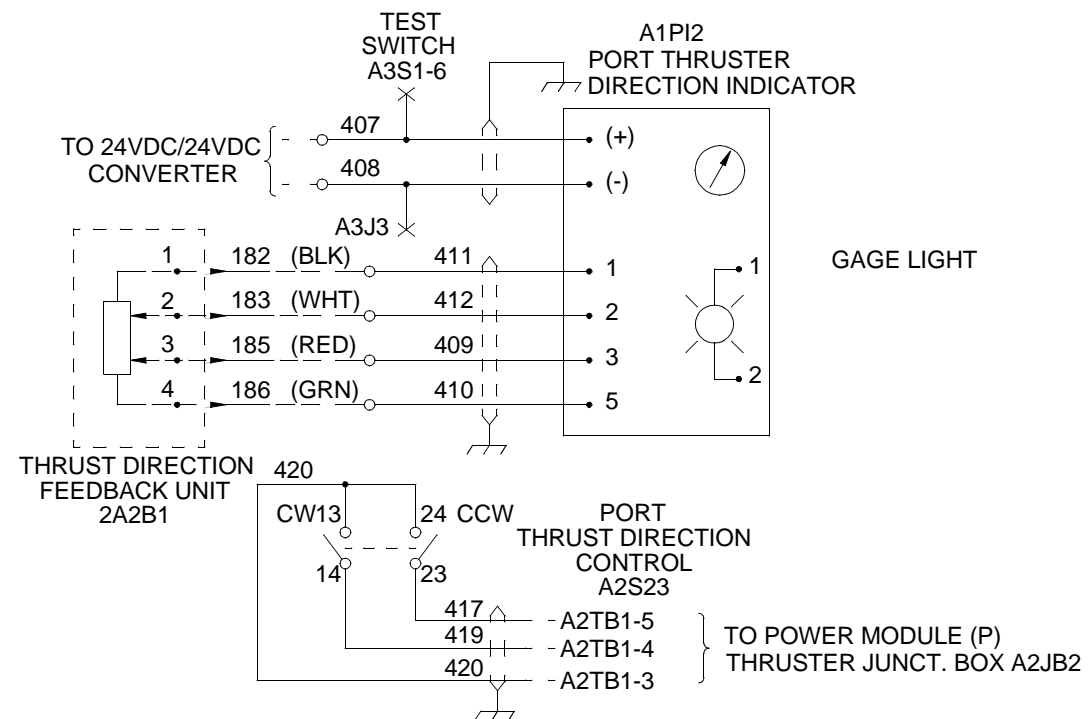 TEST
SWITCH
A3S1-6
A1PI2
PORT THRUSTER
DIRECTION INDICATOR
TO 24VDC/24VDC
CONVERTER
407
(+)
408
(-)
A3J3
1 182 (BLK) 411 1
2 183 (WHT) 412 2
3 185 (RED) 409 3
4 186 (GRN) 410 5
1
2
GAGE LIGHT
THRUST DIRECTION
FEEDBACK UNIT
2A2B1
420
CW13 24 CCW
14 23
PORT
THRUST DIRECTION
CONTROL
A2S23
417 A2TB1-5
419 A2TB1-4
420 A2TB1-3
TO POWER MODULE (P)
THRUSTER JUNCT. BOX A2JB2